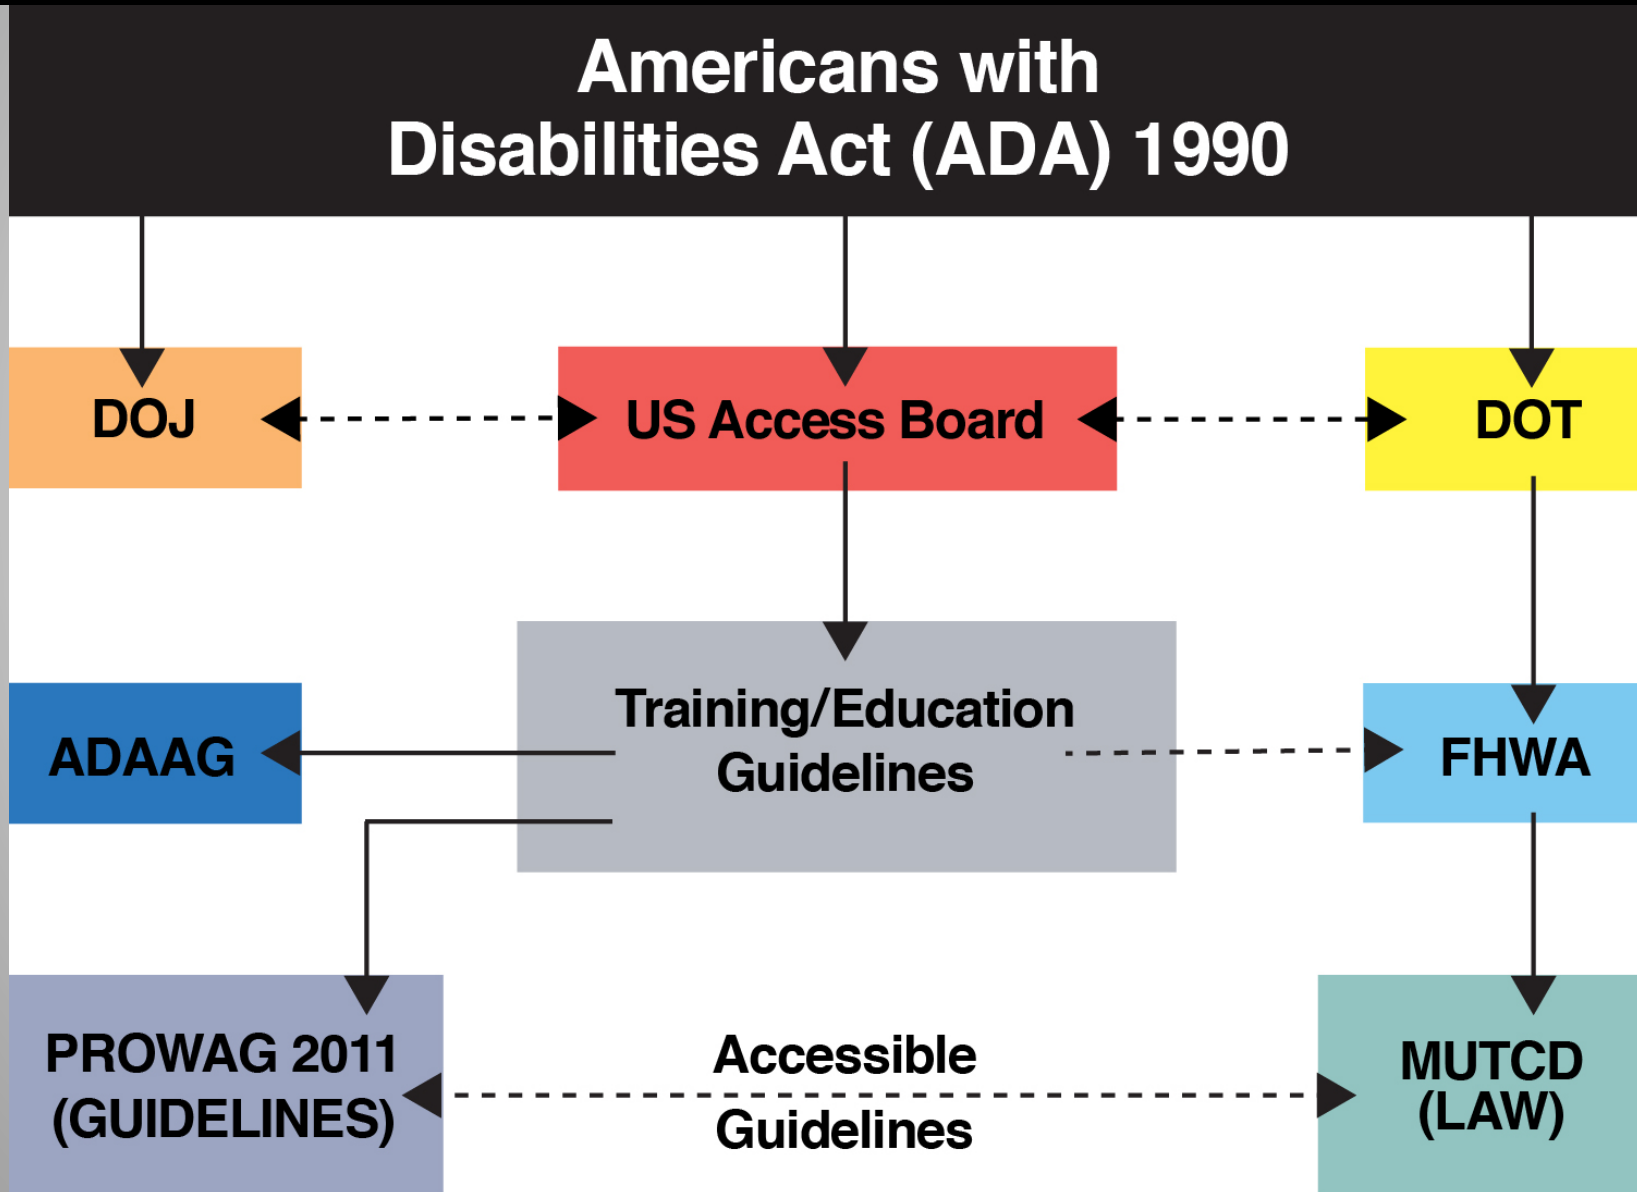 Americans with
Disabilities Act (ADA) 1990
DOJ
US Access Board
DOT
Training/Education
Guidelines
ADAAG
FHWA
PROWAG 2011
(GUIDELINES)
Accessible
Guidelines
MUTCD
(LAW)